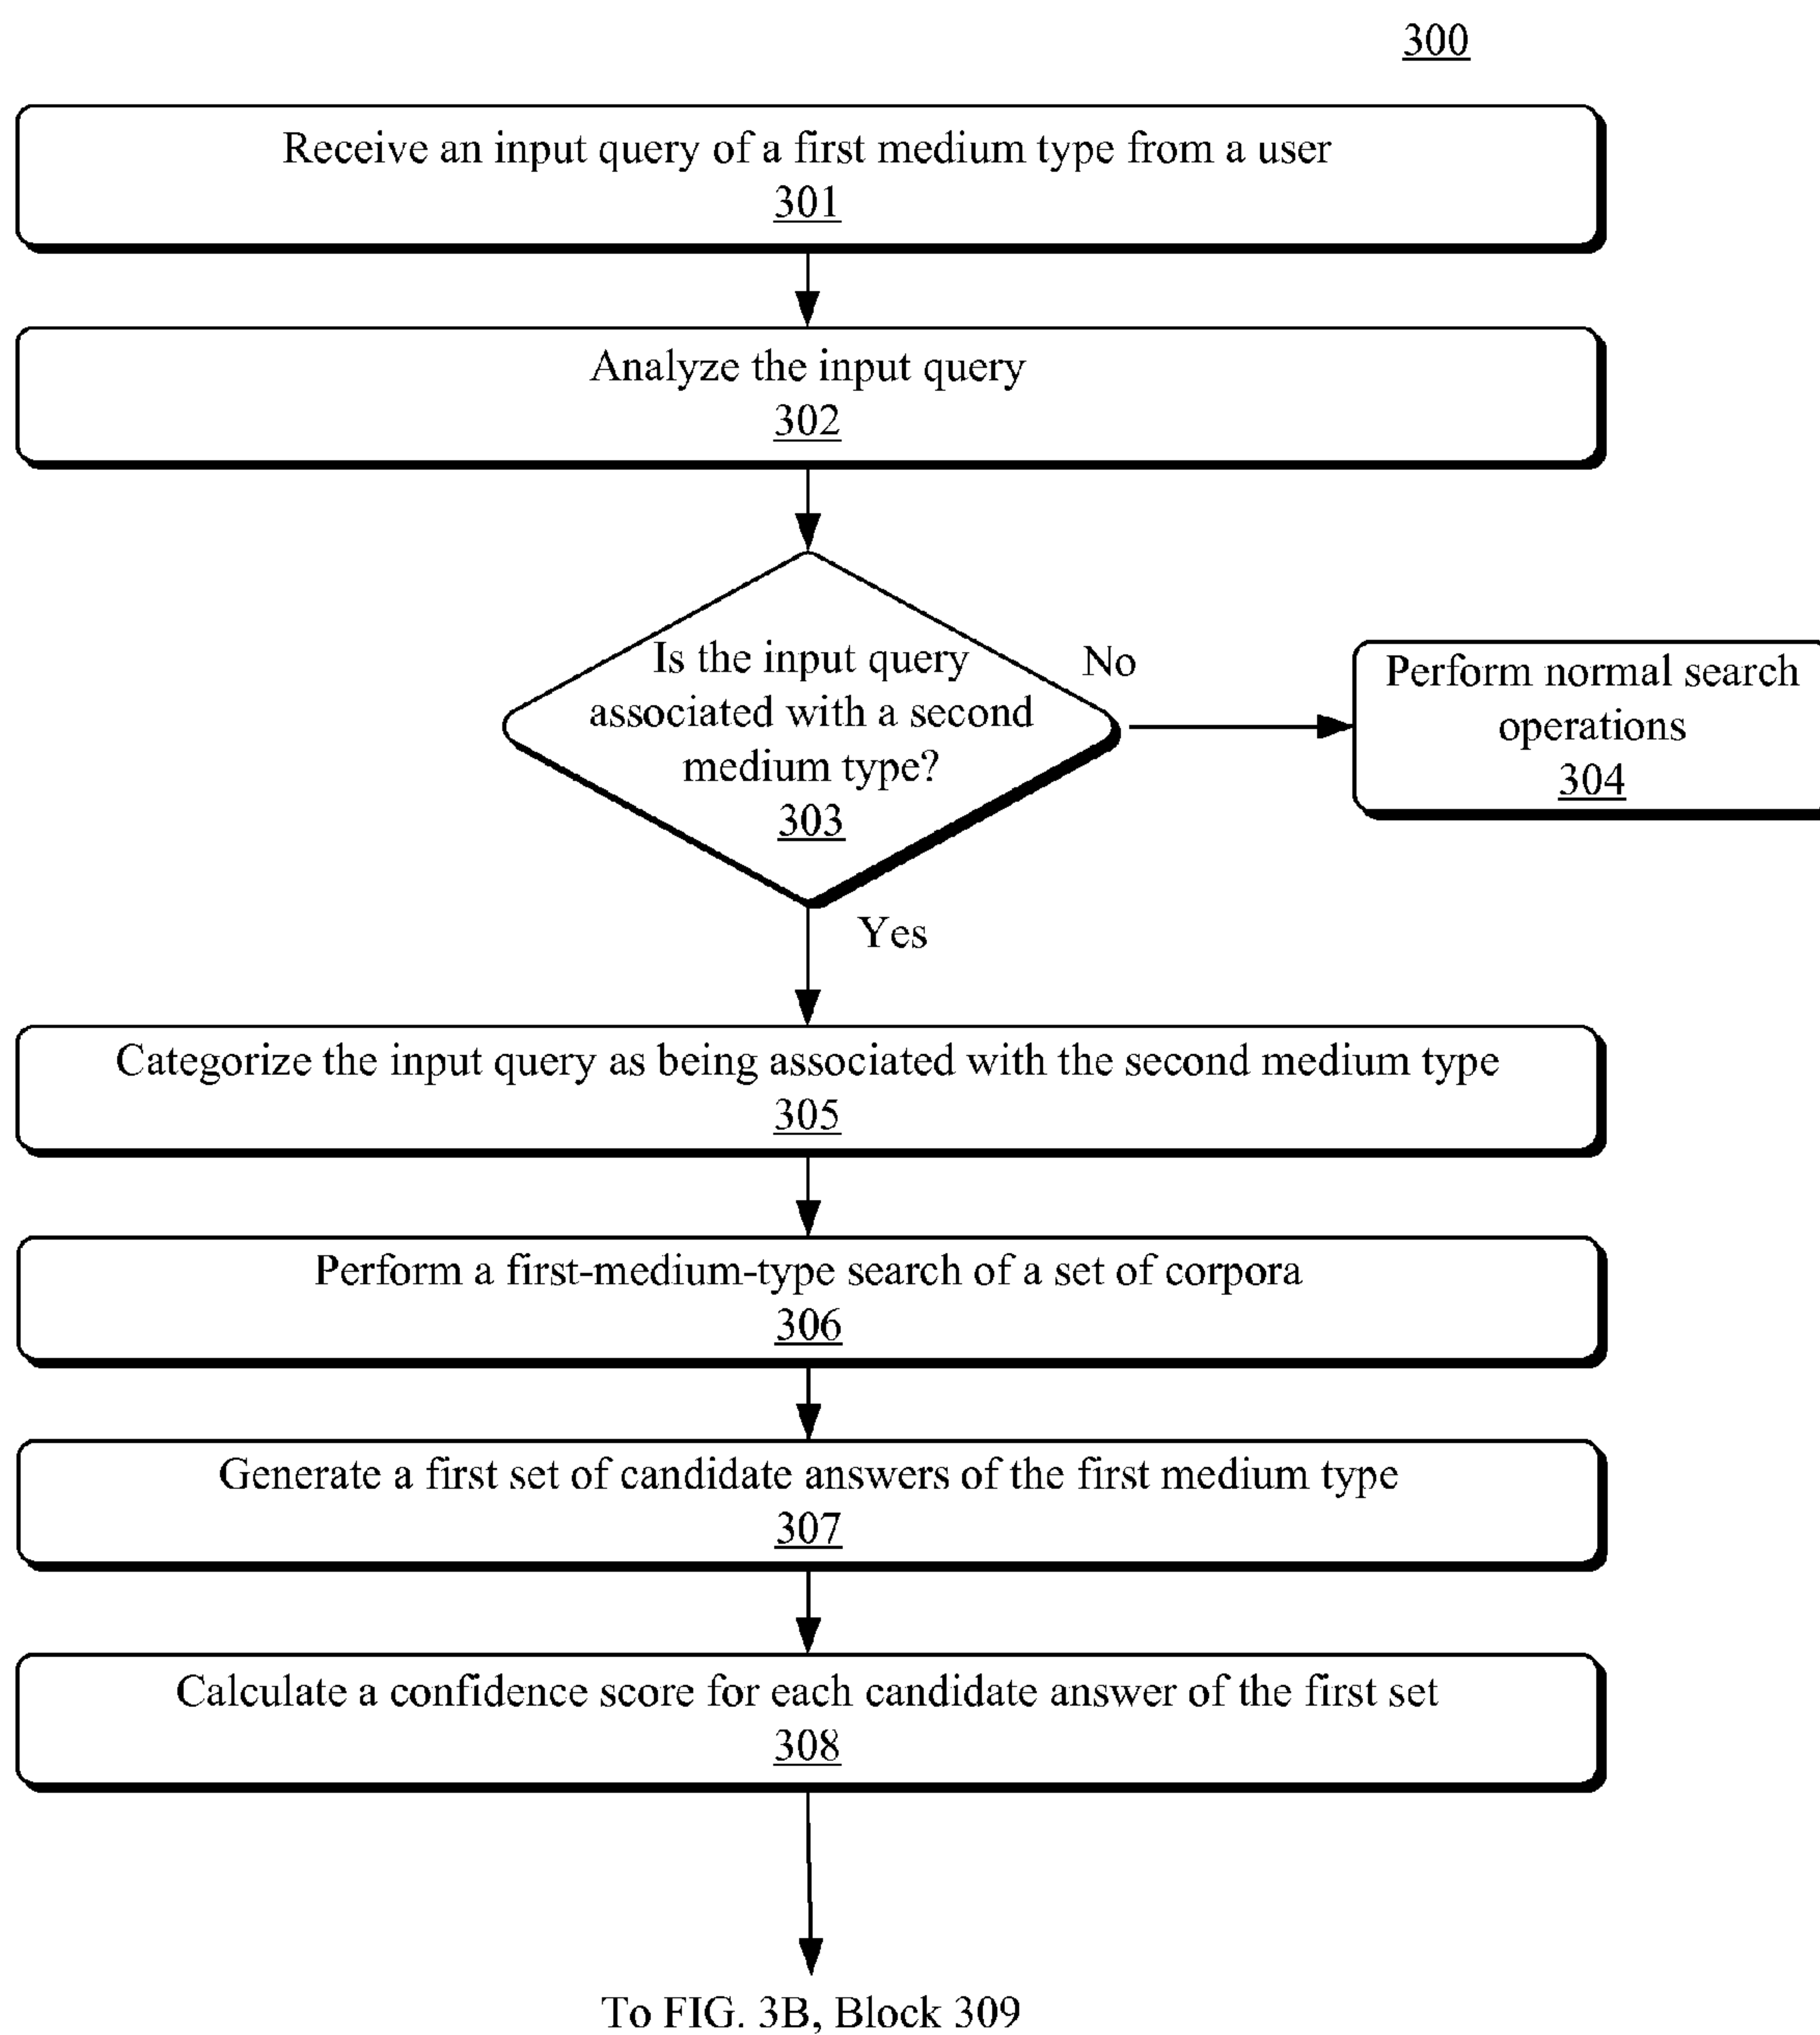 300
Receive an input query of a first medium type from a user
301
Analyze the input query
302
Is the input query
associated with a second
medium type?
303
No
Perform normal search
operations
304
Yes
Categorize the input query as being associated with the second medium type
305
Perform a first-medium-type search of a set of corpora
306
Generate a first set of candidate answers of the first medium type
307
Calculate a confidence score for each candidate answer of the first set
308
To FIG. 3B, Block 309